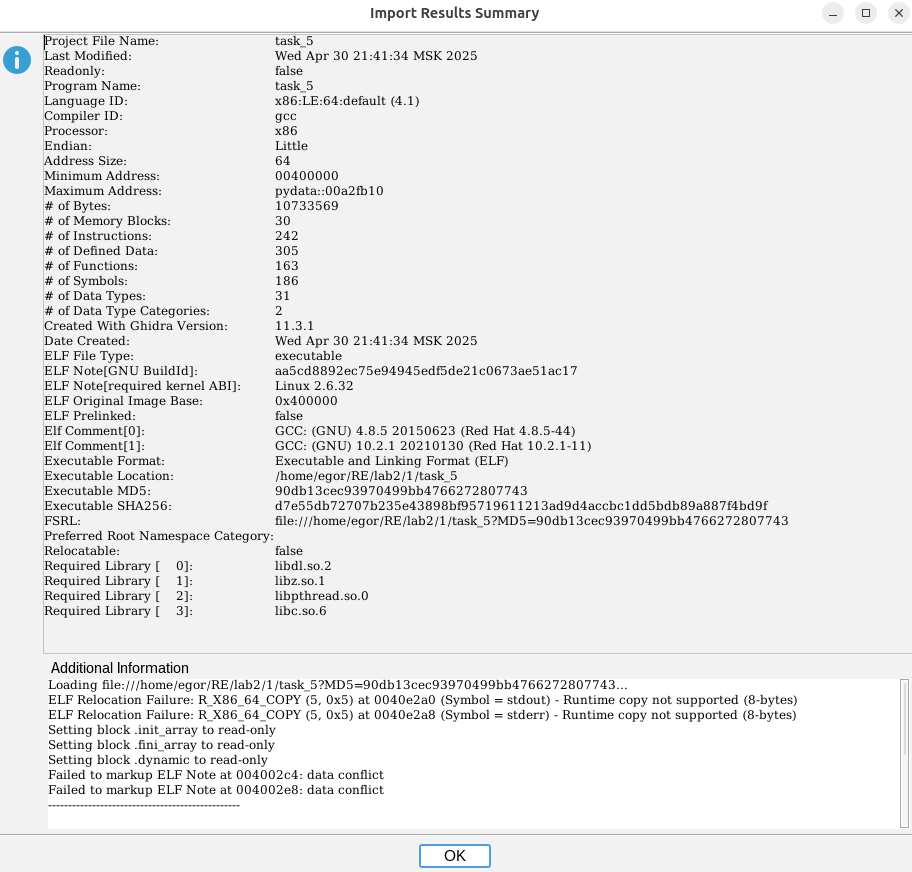 Import Results Summary
Project File Name: task_5
Last Modified: Wed Apr 30 21:41:34 MSK 2025
Readonly: false
Program Name: task_5
Language ID: x86:LE:64:default (4.1)
Compiler ID: gcc
Processor: x86
Endian: Little
Address Size: 64
Minimum Address: 00400000
Maximum Address: pydata::00a2fb10
# of Bytes: 10733569
# of Memory Blocks: 30
# of Instructions: 242
# of Defined Data: 305
# of Functions: 163
# of Symbols: 186
# of Data Types: 31
# of Data Type Categories: 2
Created With Ghidra Version: 11.3.1
Date Created: Wed Apr 30 21:41:34 MSK 2025
ELF File Type: executable
ELF Note[GNU BuildId]: aa5cd8892ec75e94945edf5de21c0673ae51ac17
ELF Note[required kernel ABI]: Linux 2.6.32
ELF Original Image Base: 0x400000
ELF Prelinked: false
Elf Comment[0]: GCC: (GNU) 4.8.5 20150623 (Red Hat 4.8.5-44)
Elf Comment[1]: GCC: (GNU) 10.2.1 20210130 (Red Hat 10.2.1-11)
Executable Format: Executable and Linking Format (ELF)
Executable Location: /home/egor/RE/lab2/1/task_5
Executable MD5: 90db13cec93970499bb4766272807743
Executable SHA256: d7e55db72707b235e43898bf95719611213ad9d4accbc1dd5bdb89a887f4bd9f
FSRL: file:///home/egor/RE/lab2/1/task_5?MD5=90db13cec93970499bb4766272807743
Preferred Root Namespace Category:
Relocatable: false
Required Library [ 0]: libdl.so.2
Required Library [ 1]: libz.so.1
Required Library [ 2]: libpthread.so.0
Required Library [ 3]: libc.so.6
Additional Information
Loading file:///home/egor/RE/lab2/1/task_5?MD5=90db13cec93970499bb4766272807743...
ELF Relocation Failure: R_X86_64_COPY (5, 0x5) at 0040e2a0 (Symbol = stdout) - Runtime copy not supported (8-bytes)
ELF Relocation Failure: R_X86_64_COPY (5, 0x5) at 0040e2a8 (Symbol = stderr) - Runtime copy not supported (8-bytes)
Setting block .init_array to read-only
Setting block .fini_array to read-only
Setting block .dynamic to read-only
Failed to markup ELF Note at 004002c4: data conflict
Failed to markup ELF Note at 004002e8: data conflict
------------------------------------------------
OK